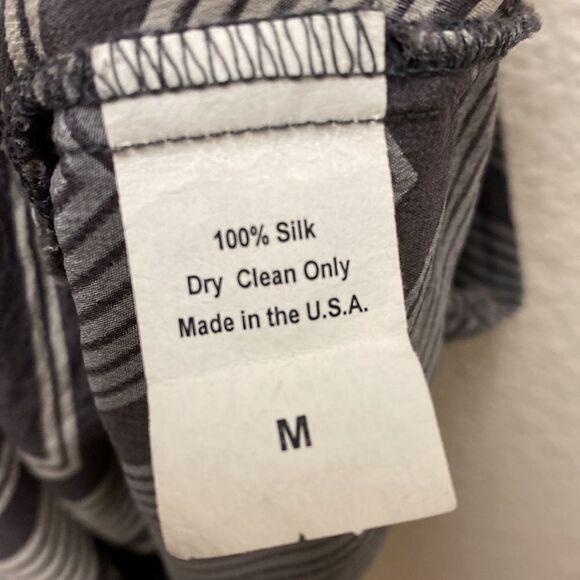 100% Silk
Dry Clean Only
Made in the U.S.A.
M